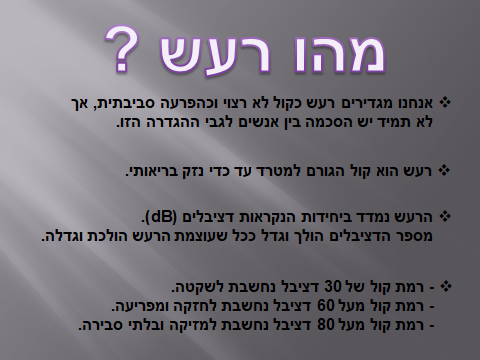 מהו רעש ?
אנחנו מגדירים רעש כקול לא רצוי וכהפרעה סביבתית, אך
לא תמיד יש הסכמה בין אנשים לגבי ההגדרה הזו.
רעש הוא קול הגורם למטרד עד כדי נזק בריאותי.
הרעש נמדד ביחידות הנקראות דציבלים (dB).
מספר הדציבלים הולך וגדל ככל שעוצמת הרעש הולכת וגדלה.
- רמת קול של 30 דציבל נחשבת לשקטה.
- רמת קול מעל 60 דציבל נחשבת לחזקה ומפריעה.
- רמת קול מעל 80 דציבל נחשבת למזיקה ובלתי סבירה.